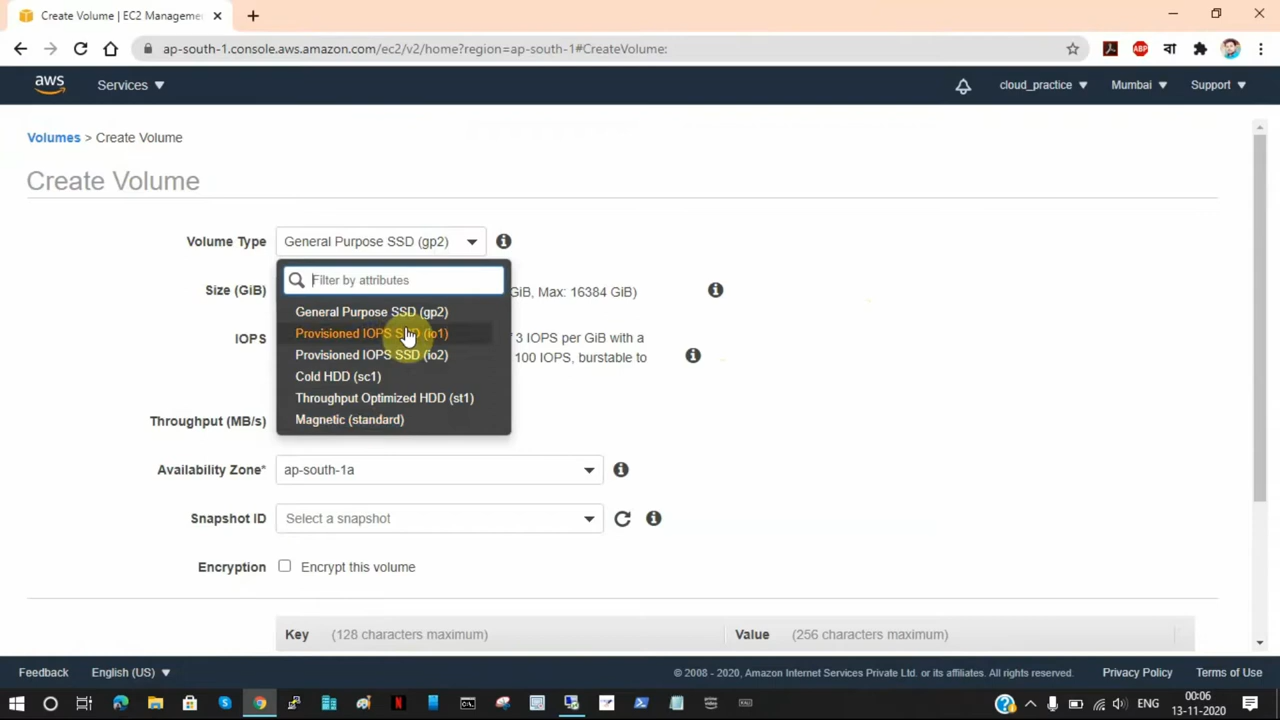 Create Volume | EC2 Manageme
ap-south-1.console.aws.amazon.com/ec2/v2/home?region=ap-south-1#CreateVolume:
ABP
বা
aws
Services
cloud_practice
Mumbai
Support
Volumes > Create Volume
Create Volume
Volume Type
General Purpose SSD (gp2)
Filter by attributes
Size (GiB)
GiB, Max: 16384 GiB)
General Purpose SSD (gp2)
Provisioned IOPS SSD (io1)
IOPS
3 IOPS per GiB with a
Provisioned IOPS SSD (io2)
100 IOPS, burstable to
Cold HDD (sc1)
Throughput Optimized HDD (st1)
Magnetic (standard)
Throughput (MB/s)
Availability Zone*
ap-south-1a
Snapshot ID
Select a snapshot
Encryption
Encrypt this volume
Key
(128 characters maximum)
Value
(256 characters maximum)
Feedback
English (US)
© 2008 - 2020, Amazon Internet Services Private Ltd. or its affiliates. All rights reserved.
Privacy Policy
Terms of Use
ENG
00:06
13-11-2020